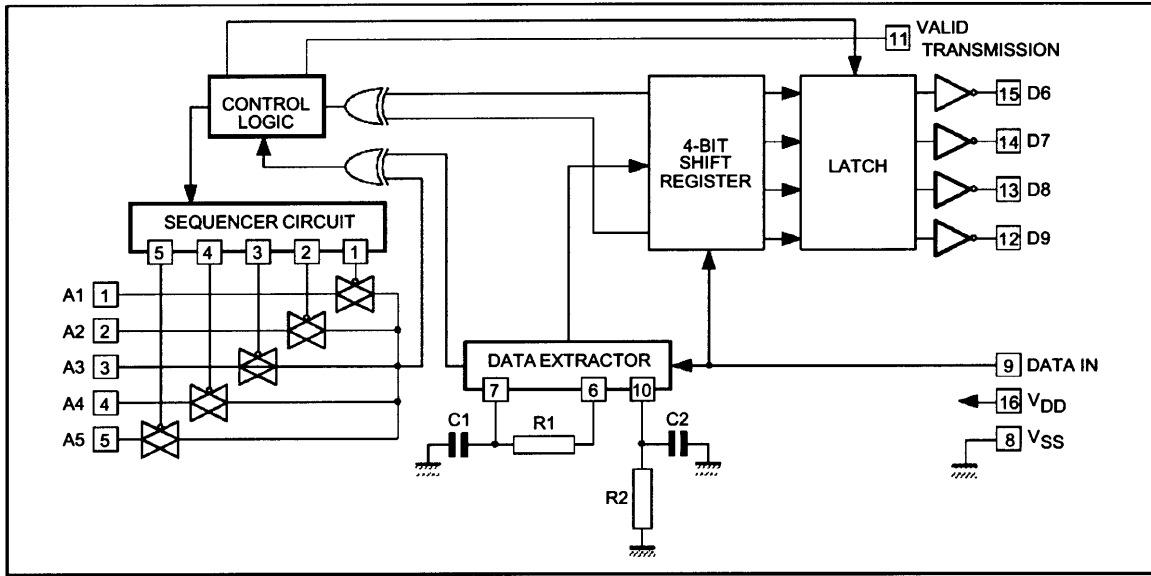 11 VALID
TRANSMISSION
CONTROL
LOGIC
4-BIT
SHIFT
REGISTER
LATCH
15 D6
14 D7
13 D8
12 D9
SEQUENCER CIRCUIT
5 4 3 2 1
A1 1
A2 2
A3 3
A4 4
A5 5
DATA EXTRACTOR
7 6 10
C1
R1
C2
R2
9 DATA IN
16 VDD
8 VSS